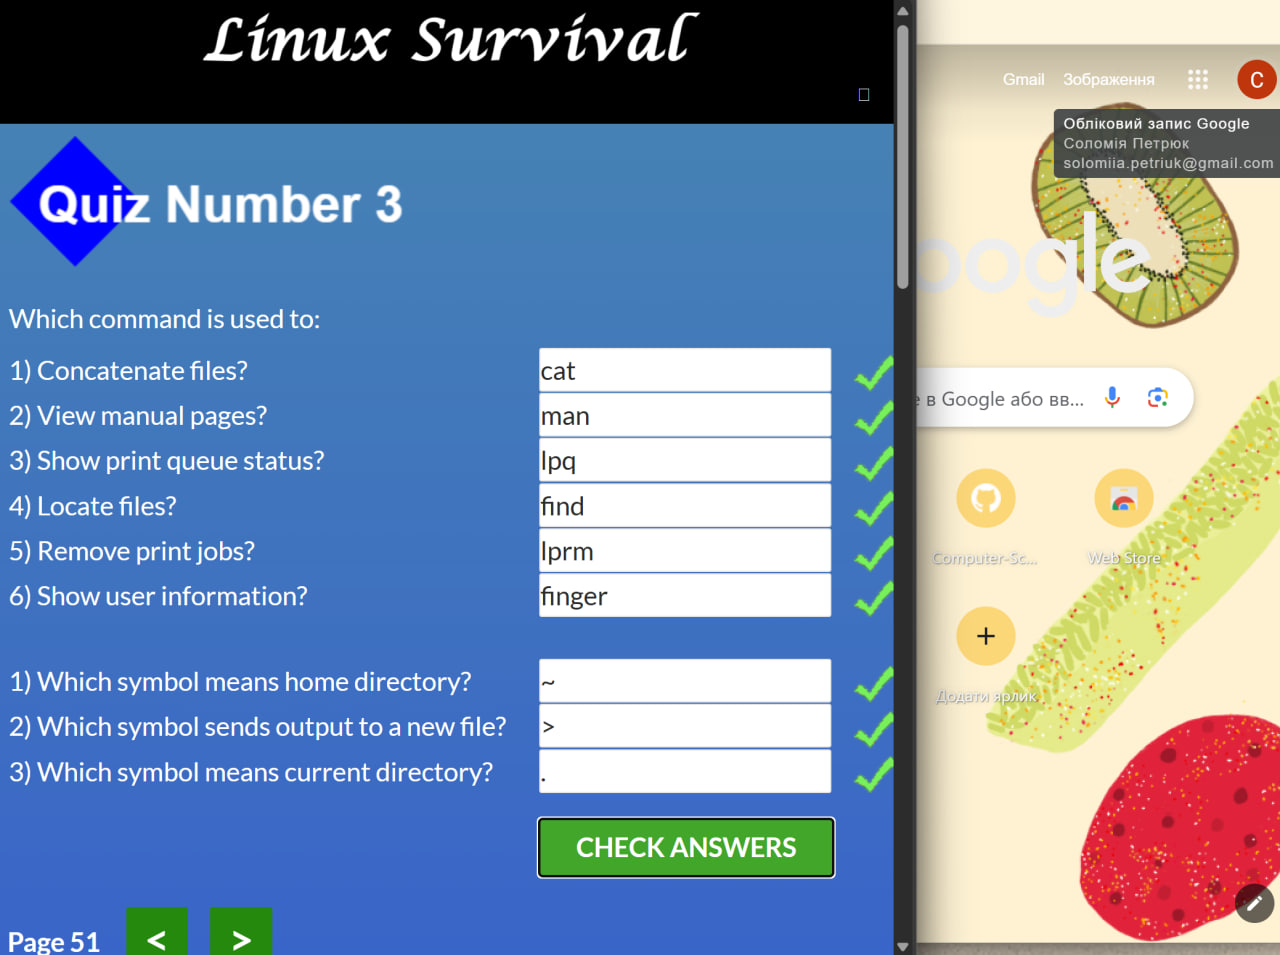 Linux Survival
Quiz Number 3
Which command is used to:
1) Concatenate files? cat
2) View manual pages? man
3) Show print queue status? lpq
4) Locate files? find
5) Remove print jobs? lprm
6) Show user information? finger
1) Which symbol means home directory? ~
2) Which symbol sends output to a new file? >
3) Which symbol means current directory? .
CHECK ANSWERS
Page 51 < >
Gmail Зображення C
Обліковий запис Google
Соломія Петрюк
solomiia.petriuk@gmail.com
oogle
в Google або вв...
Computer-Sc... Web Store
Додати ярлик